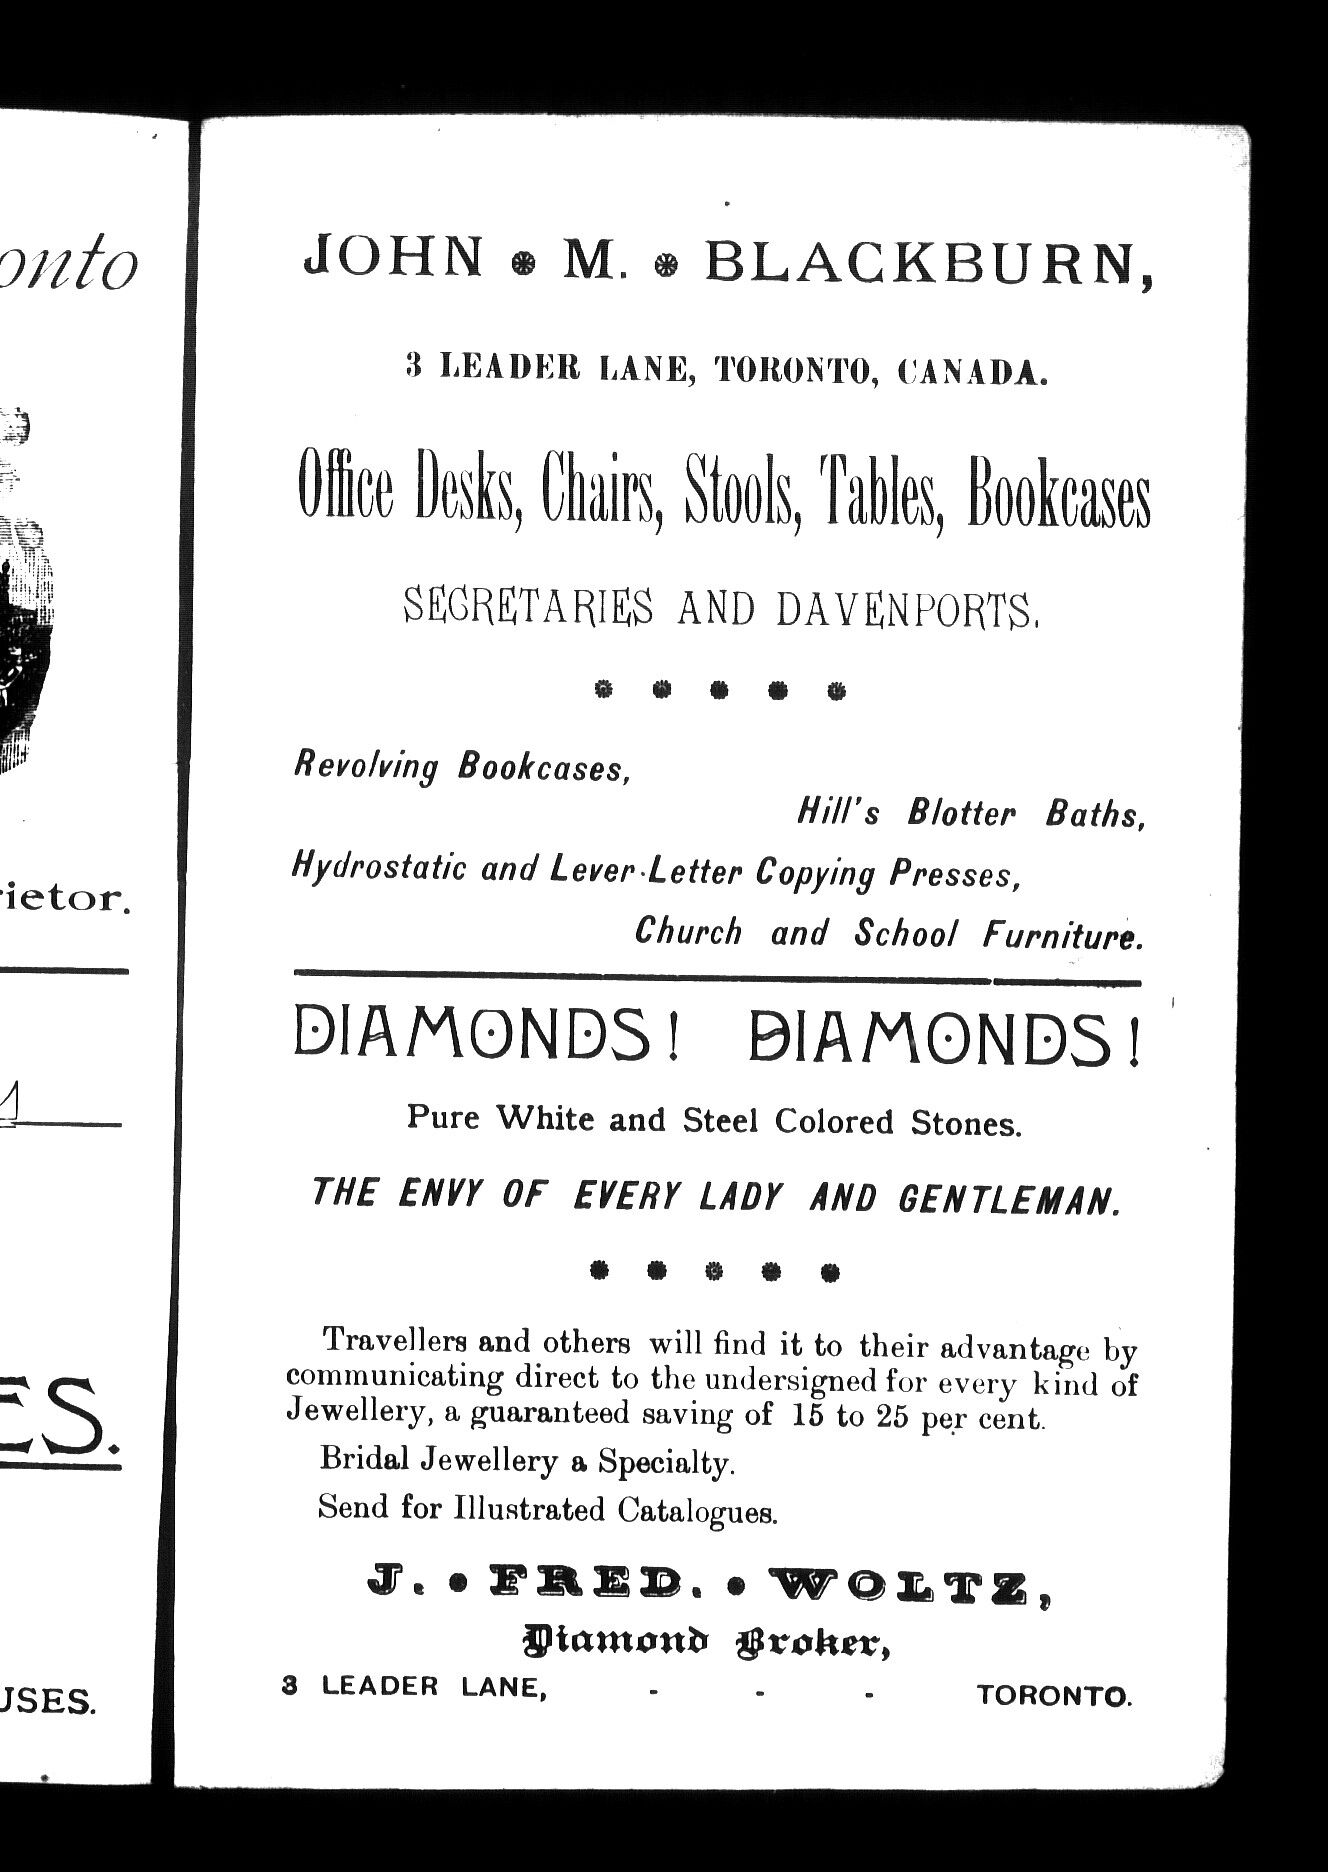 onto
rietor.
ES.
USES.
JOHN M. BLACKBURN,
3 LEADER LANE, TORONTO, CANADA.
Office Desks, Chairs, Stools, Tables, Bookcases
SECRETARIES AND DAVENPORTS.
Revolving Bookcases,
Hill's Blotter Baths,
Hydrostatic and Lever-Letter Copying Presses,
Church and School Furniture.
DIAMONDS! DIAMONDS!
Pure White and Steel Colored Stones.
THE ENVY OF EVERY LADY AND GENTLEMAN.
Travellers and others will find it to their advantage by
communicating direct to the undersigned for every kind of
Jewellery, a guaranteed saving of 15 to 25 per cent.
Bridal Jewellery a Specialty.
Send for Illustrated Catalogues.
J. FRED. WOLTZ,
Diamond Broker,
3 LEADER LANE, - - - TORONTO.